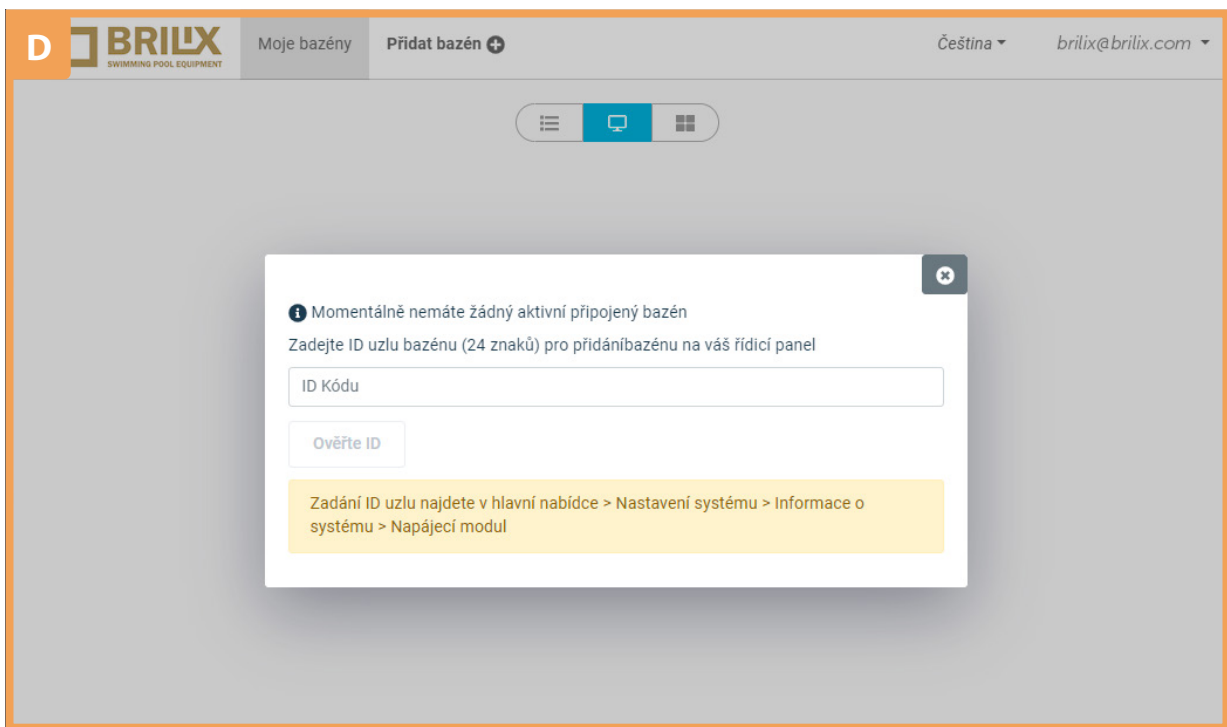 D
BRILIX
SWIMMING POOL EQUIPMENT
Moje bazény
Přidat bazén
Čeština
brilix@brilix.com
Momentálně nemáte žádný aktivní připojený bazén
Zadejte ID uzlu bazénu (24 znaků) pro přidáníbazénu na váš řídicí panel
ID Kódu
Ověřte ID
Zadání ID uzlu najdete v hlavní nabídce > Nastavení systému > Informace o
systému > Napájecí modul